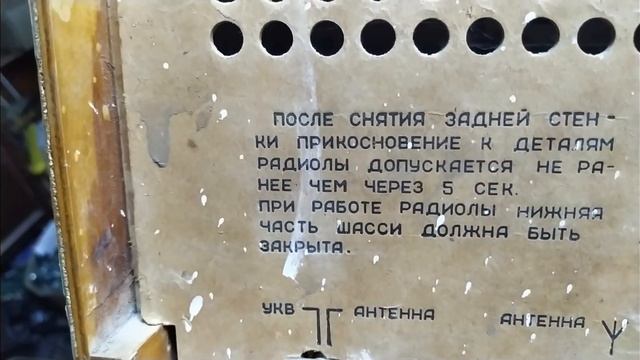 ПОСЛЕ СНЯТИЯ ЗАДНЕЙ СТЕН-
КИ ПРИКОСНОВЕНИЕ К ДЕТАЛЯМ
РАДИОЛЫ ДОПУСКАЕТСЯ НЕ РА-
НЕЕ ЧЕМ ЧЕРЕЗ 5 СЕК.
ПРИ РАБОТЕ РАДИОЛЫ НИЖНЯЯ
ЧАСТЬ ШАССИ ДОЛЖНА БЫТЬ
ЗАКРЫТА.
УКВ АНТЕННА АНТЕННА